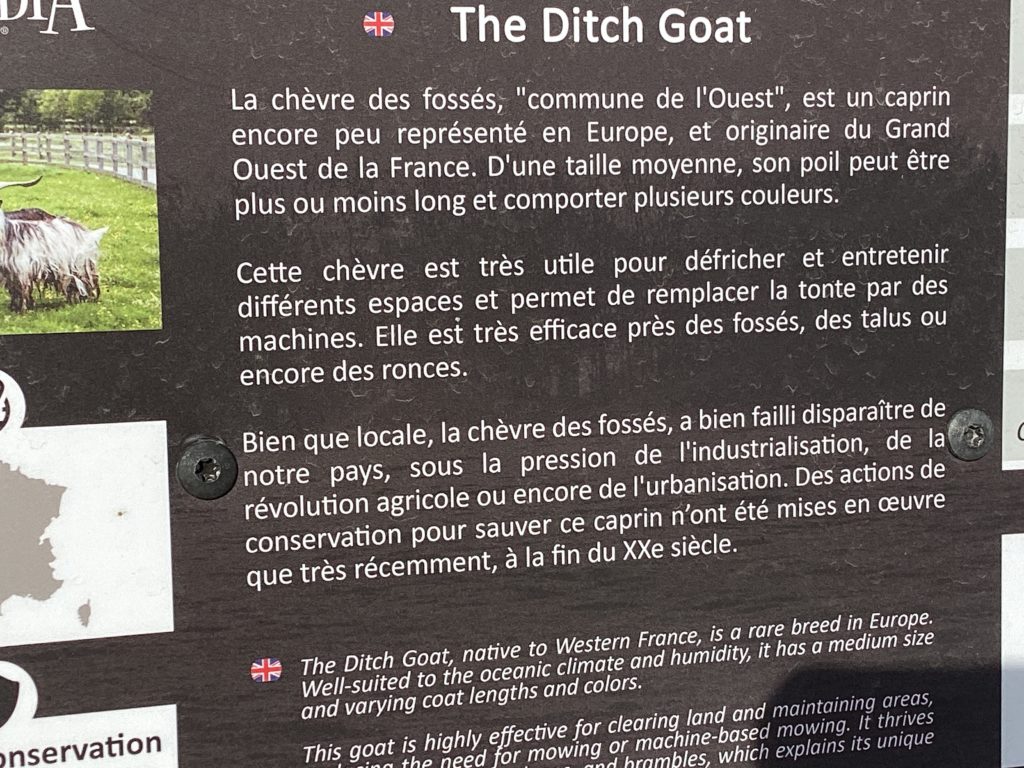 The Ditch Goat
La chèvre des fossés, "commune de l'Ouest", est un caprin
encore peu représenté en Europe, et originaire du Grand
Ouest de la France. D'une taille moyenne, son poil peut être
plus ou moins long et comporter plusieurs couleurs.
Cette chèvre est très utile pour défricher et entretenir
différents espaces et permet de remplacer la tonte par des
machines. Elle est très efficace près des fossés, des talus ou
encore des ronces.
Bien que locale, la chèvre des fossés, a bien failli disparaître de
notre pays, sous la pression de l'industrialisation, de la
révolution agricole ou encore de l'urbanisation. Des actions de
conservation pour sauver ce caprin n'ont été mises en œuvre
que très récemment, à la fin du XXe siècle.
The Ditch Goat, native to Western France, is a rare breed in Europe.
Well-suited to the oceanic climate and humidity, it has a medium size
and varying coat lengths and colors.
This goat is highly effective for clearing land and maintaining areas,
the need for mowing or machine-based mowing. It thrives
and brambles, which explains its unique